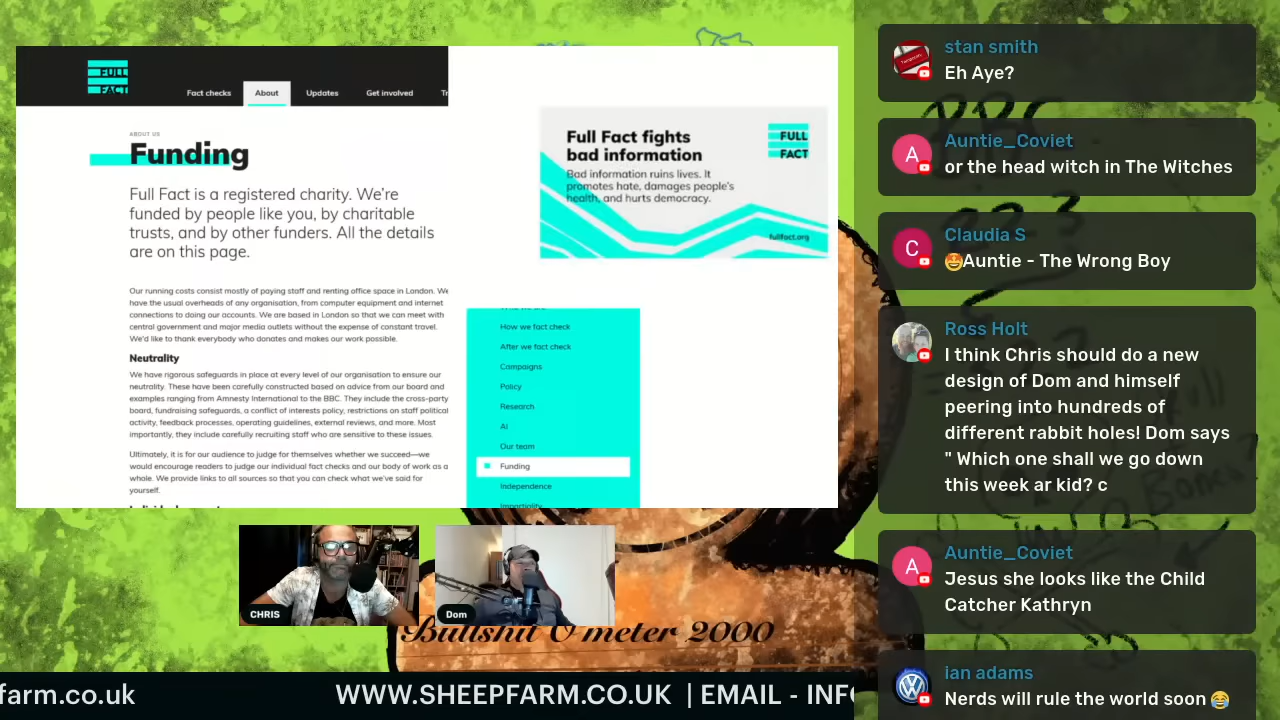 FULL
FACT
Fact checks
About
Updates
Get involved
Tr
ABOUT US
Funding
Full Fact is a registered charity. We're
funded by people like you, by charitable
trusts, and by other funders. All the details
are on this page.
Our running costs consist mostly of paying staff and renting office space in London. We
have the usual overheads of any organisation, from computer equipment and internet
connections to doing our accounts. We are based in London so that we can meet with
central government and major media outlets without the expense of constant travel.
We'd like to thank everybody who donates and makes our work possible.
Neutrality
We have rigorous safeguards in place at every level of our organisation to ensure our
neutrality. These have been carefully constructed based on advice from our board and
examples ranging from Amnesty International to the BBC. They include the cross-party
board, fundraising safeguards, a conflict of interests policy, restrictions on staff political
activity, feedback processes, operating guidelines, external reviews, and more. Most
importantly, they include carefully recruiting staff who are sensitive to these issues.
Ultimately, it is for our audience to judge for themselves whether we succeed—we
would encourage readers to judge our individual fact checks and our body of work as a
whole. We provide links to all sources so that you can check what we've said for
yourself.
Full Fact fights
bad information
Bad information ruins lives. It
promotes hate, damages people's
health, and hurts democracy.
FULL
FACT
fullfact.org
How we fact check
After we fact check
Campaigns
Policy
Research
AI
Our team
Funding
Independence
Impartiality
CHRIS
Dom
Bullshit O meter 2000
farm.co.uk
WWW.SHEEPFARM.CO.UK | EMAIL - INFO
stan smith
Eh Aye?
A
Auntie_Coviet
or the head witch in The Witches
C
Claudia S
🤩Auntie - The Wrong Boy
Ross Holt
I think Chris should do a new
design of Dom and himself
peering into hundreds of
different rabbit holes! Dom says
" Which one shall we go down
this week ar kid? c
A
Auntie_Coviet
Jesus she looks like the Child
Catcher Kathryn
ian adams
Nerds will rule the world soon 😂